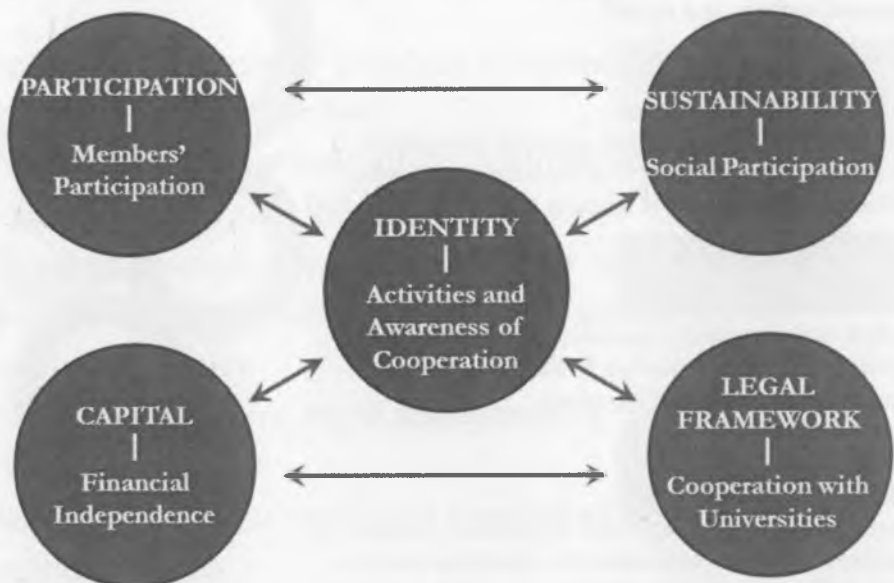 PARTICIPATION
Members'
Participation
SUSTAINABILITY
Social Participation
IDENTITY
Activities and
Awareness of
Cooperation
CAPITAL
Financial
Independence
LEGAL
FRAMEWORK
Cooperation with
Universities